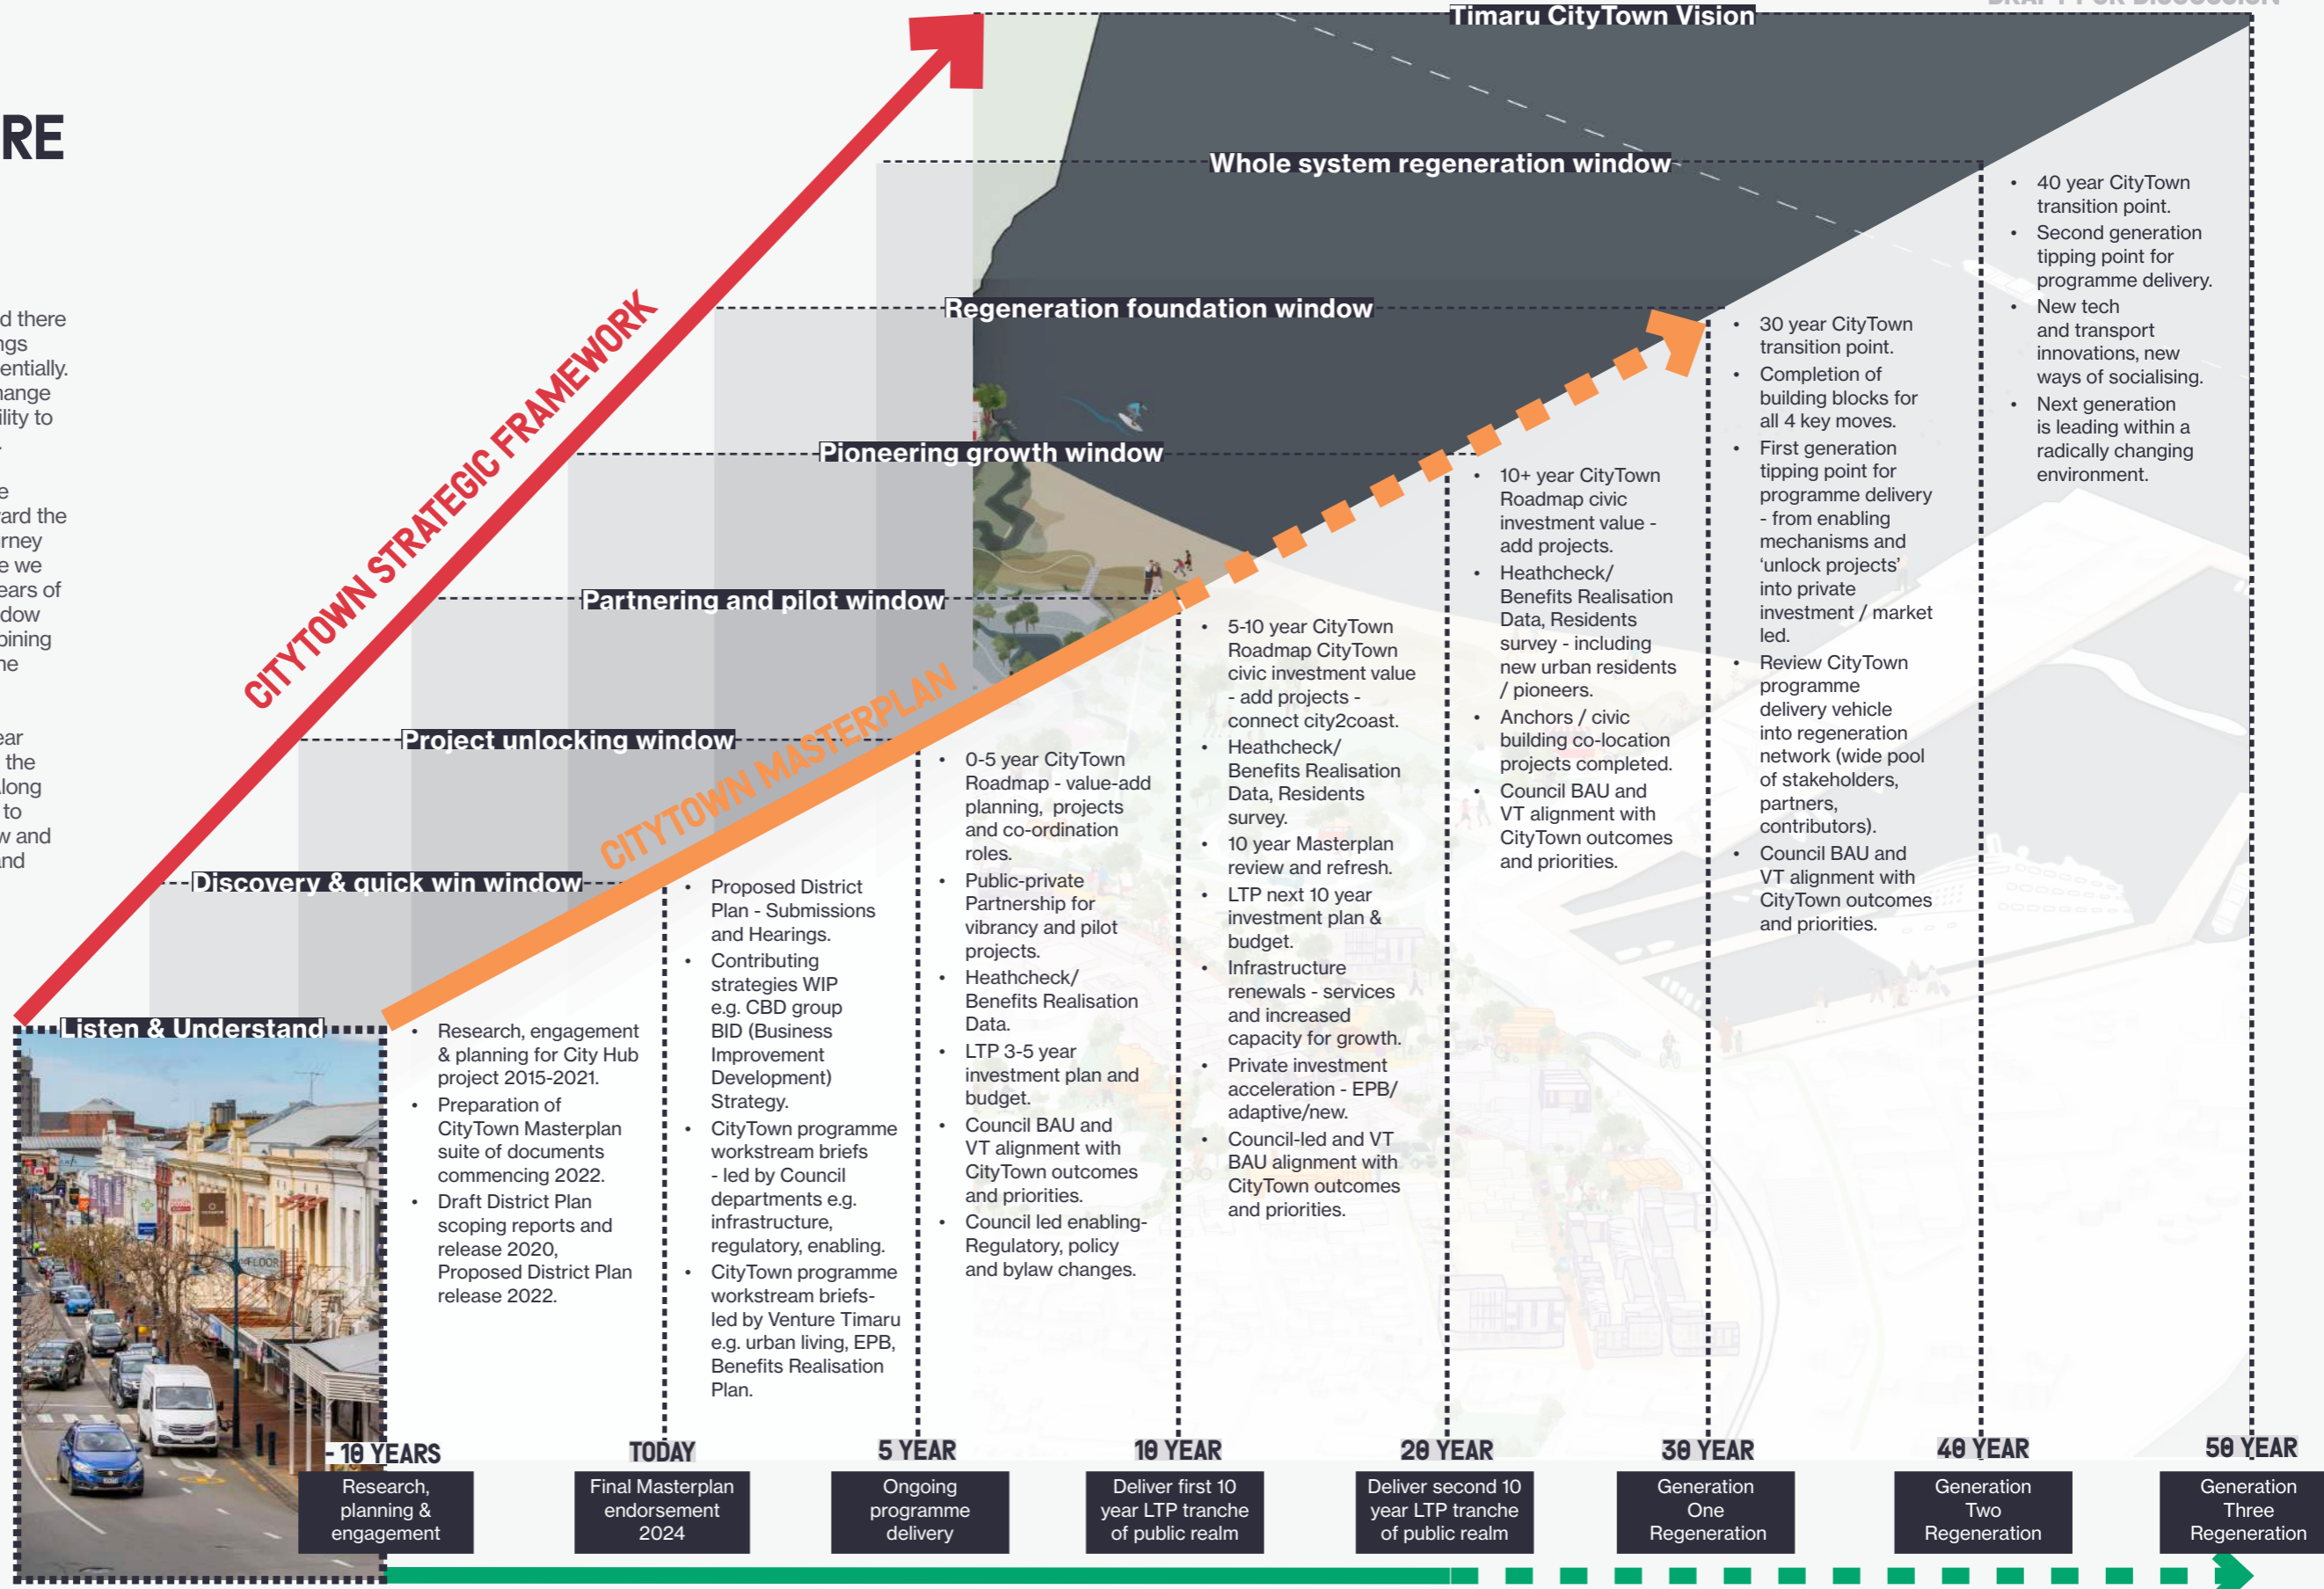 DRAFT FOR DISCUSSION
Timaru CityTown Vision
RE
Whole system regeneration window
Regeneration foundation window
Pioneering growth window
Partnering and pilot window
Project unlocking window
Discovery & quick win window
Listen & Understand
CITYTOWN STRATEGIC FRAMEWORK
CITYTOWN MASTERPLAN
d there
ngs
entially.
hange
ility to
e
ard the
rney
e we
ears of
dow
bining
ne
ear
the
long
to
w and
and
• Research, engagement
& planning for City Hub
project 2015-2021.
• Preparation of
CityTown Masterplan
suite of documents
commencing 2022.
• Draft District Plan
scoping reports and
release 2020,
Proposed District Plan
release 2022.
• Proposed District
Plan - Submissions
and Hearings.
• Contributing
strategies WIP
e.g. CBD group
BID (Business
Improvement
Development)
Strategy.
• CityTown programme
workstream briefs
- led by Council
departments e.g.
infrastructure,
regulatory, enabling.
• CityTown programme
workstream briefs-
led by Venture Timaru
e.g. urban living, EPB,
Benefits Realisation
Plan.
• 0-5 year CityTown
Roadmap - value-add
planning, projects
and co-ordination
roles.
• Public-private
Partnership for
vibrancy and pilot
projects.
• Heathcheck/
Benefits Realisation
Data.
• LTP 3-5 year
investment plan and
budget.
• Council BAU and
VT alignment with
CityTown outcomes
and priorities.
• Council led enabling-
Regulatory, policy
and bylaw changes.
• 5-10 year CityTown
Roadmap CityTown
civic investment value
- add projects -
connect city2coast.
• Heathcheck/
Benefits Realisation
Data, Residents
survey.
• 10 year Masterplan
review and refresh.
• LTP next 10 year
investment plan &
budget.
• Infrastructure
renewals - services
and increased
capacity for growth.
• Private investment
acceleration - EPB/
adaptive/new.
• Council-led and VT
BAU alignment with
CityTown outcomes
and priorities.
• 10+ year CityTown
Roadmap civic
investment value -
add projects.
• Heathcheck/
Benefits Realisation
Data, Residents
survey - including
new urban residents
/ pioneers.
• Anchors / civic
building co-location
projects completed.
• Council BAU and
VT alignment with
CityTown outcomes
and priorities.
• 30 year CityTown
transition point.
• Completion of
building blocks for
all 4 key moves.
• First generation
tipping point for
programme delivery
- from enabling
mechanisms and
‘unlock projects’
into private
investment / market
led.
• Review CityTown
programme
delivery vehicle
into regeneration
network (wide pool
of stakeholders,
partners,
contributors).
• Council BAU and
VT alignment with
CityTown outcomes
and priorities.
• 40 year CityTown
transition point.
• Second generation
tipping point for
programme delivery.
• New tech
and transport
innovations, new
ways of socialising.
• Next generation
is leading within a
radically changing
environment.
FLOOR
- 10 YEARS
Research,
planning &
engagement
TODAY
Final Masterplan
endorsement
2024
5 YEAR
Ongoing
programme
delivery
10 YEAR
Deliver first 10
year LTP tranche
of public realm
20 YEAR
Deliver second 10
year LTP tranche
of public realm
30 YEAR
Generation
One
Regeneration
40 YEAR
Generation
Two
Regeneration
50 YEAR
Generation
Three
Regeneration